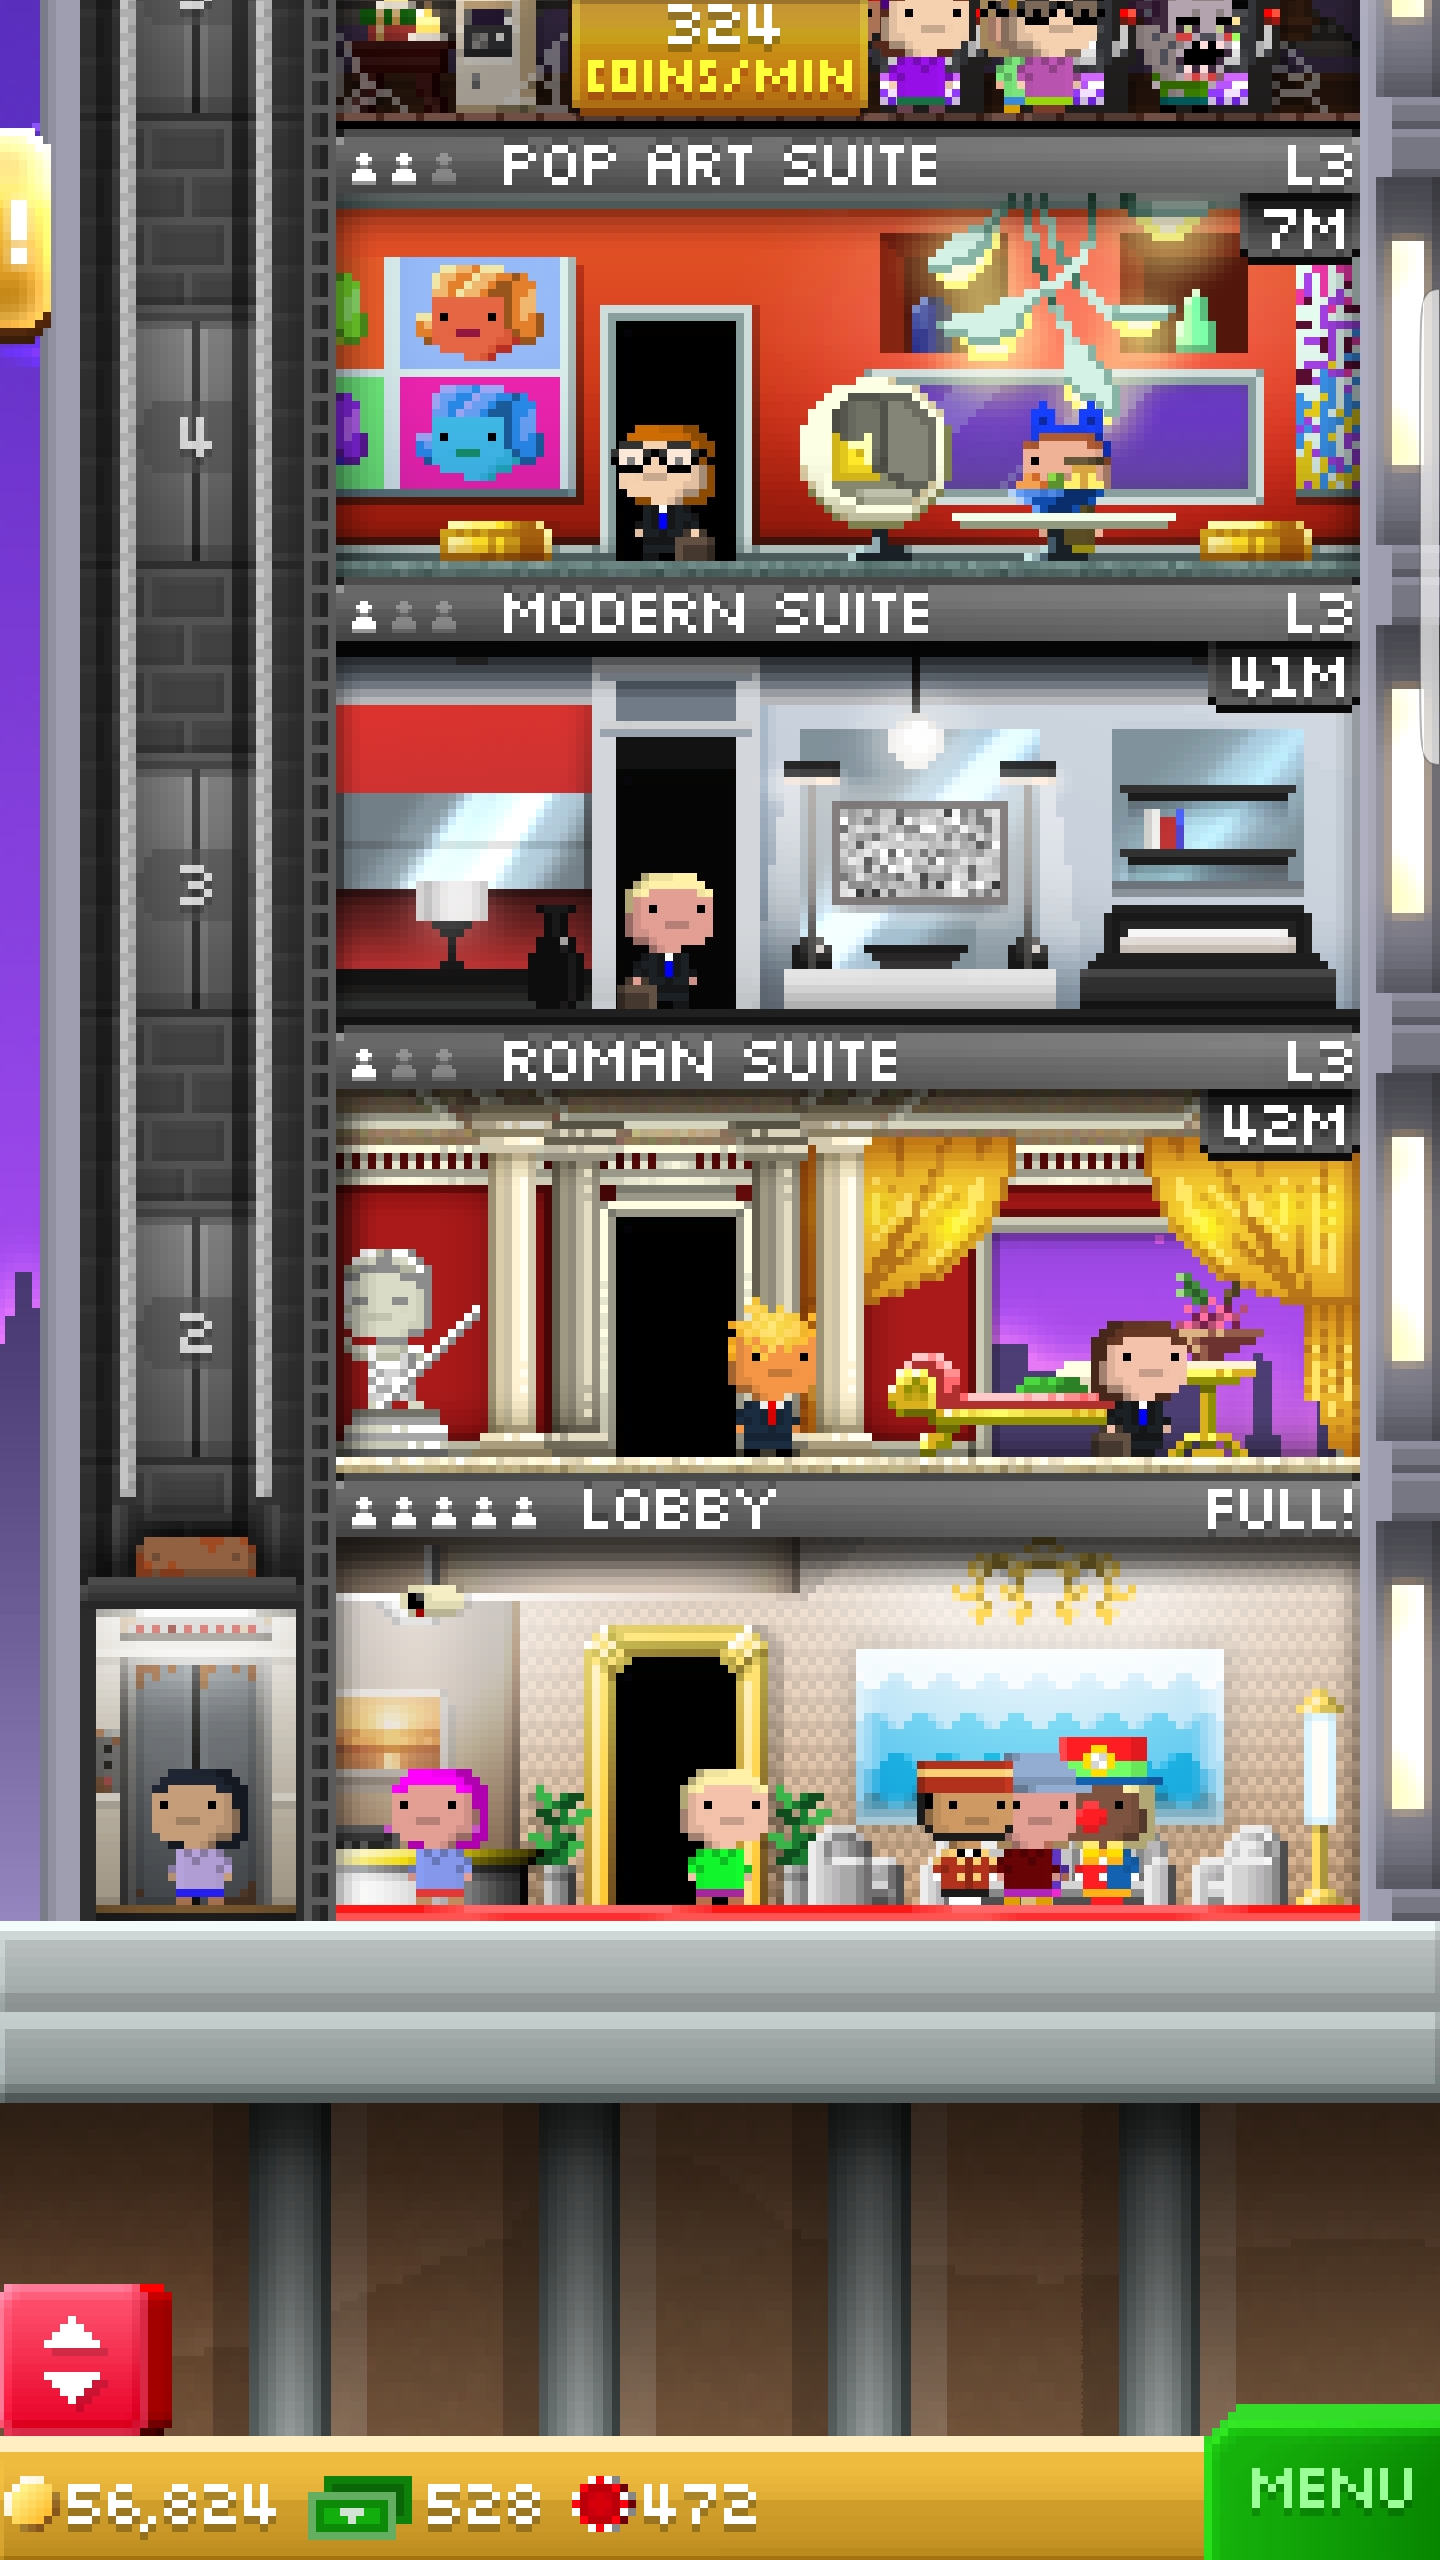 324
COINS/MIN
POP ART SUITE L3
7M
!
4
MODERN SUITE L3
41M
3
ROMAN SUITE L3
42M
2
LOBBY FULL!
MENU
56,824 528 472